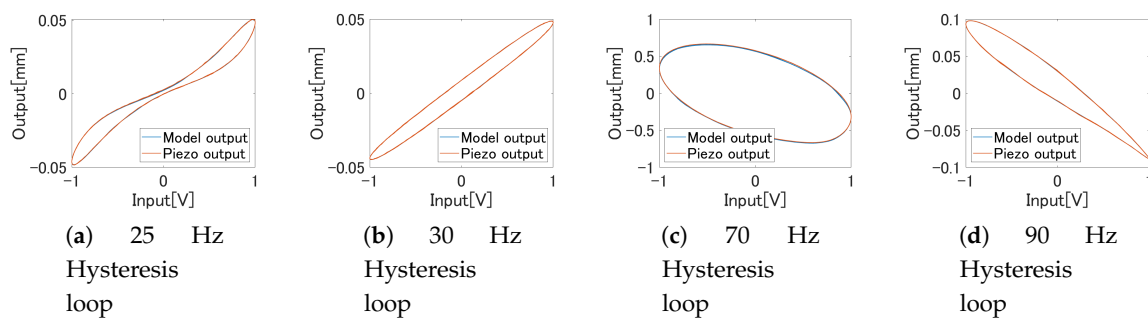 0.05
0
-0.05
Output[mm]
Model output
Piezo output
-1 0 1
Input[V]
(a) 25 Hz
Hysteresis
loop
0.05
0
-0.05
Output[mm]
Model output
Piezo output
-1 0 1
Input[V]
(b) 30 Hz
Hysteresis
loop
1
0.5
0
-0.5
-1
Output[mm]
Model output
Piezo output
-1 0 1
Input[V]
(c) 70 Hz
Hysteresis
loop
0.1
0.05
0
0.05
-0.1
Output[mm]
Model output
Piezo output
-1 0 1
Input[V]
(d) 90 Hz
Hysteresis
loop